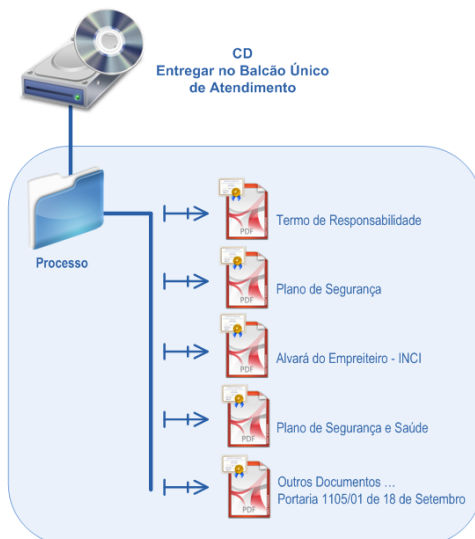 CD
Entregar no Balcão Único
de Atendimento
Processo
PDF
Termo de Responsabilidade
PDF
Plano de Segurança
PDF
Alvará do Empreiteiro - INCI
PDF
Plano de Segurança e Saúde
PDF
Outros Documentos ...
Portaria 1105/01 de 18 de Setembro